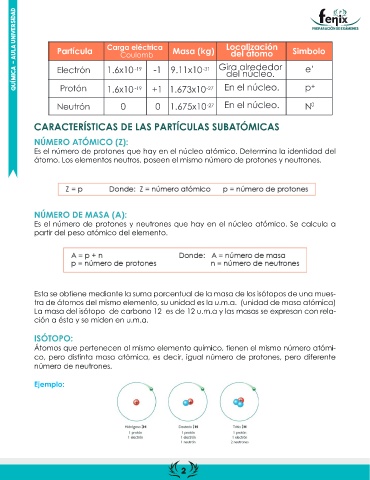 QUÍMICA – AULA UNIVERSIDAD
fenix
PREPARACIÓN DE EXÁMENES
Partícula Carga eléctrica Coulomb Masa (kg) Localización del átomo Símbolo
Electrón 1.6x10⁻¹⁹ -1 9.11x10⁻³¹ Gira alrededor del núcleo. e⁻
Protón 1.6x10⁻¹⁹ +1 1.673x10⁻²⁷ En el núcleo. p⁺
Neutrón 0 0 1.675x10⁻²⁷ En el núcleo. N⁰
CARACTERÍSTICAS DE LAS PARTÍCULAS SUBATÓMICAS
NÚMERO ATÓMICO (Z):
Es el número de protones que hay en el núcleo atómico. Determina la identidad del
átomo. Los elementos neutros, poseen el mismo número de protones y neutrones.
Z = p Donde: Z = número atómico p = número de protones
NÚMERO DE MASA (A):
Es el número de protones y neutrones que hay en el núcleo atómico. Se calcula a
partir del peso atómico del elemento.
A = p + n Donde: A = número de masa
p = número de protones n = número de neutrones
Esta se obtiene mediante la suma porcentual de la masa de los isótopos de una mues-
tra de átomos del mismo elemento, su unidad es la u.m.a. (unidad de masa atómica)
La masa del isótopo de carbono 12 es de 12 u.m.a y las masas se expresan con rela-
ción a ésta y se miden en u.m.a.
ISÓTOPO:
Átomos que pertenecen al mismo elemento químico, tienen el mismo número atómi-
co, pero distinta masa atómica, es decir, igual número de protones, pero diferente
número de neutrones.
Ejemplo:
Hidrógeno Deuterio Tritio
1 protón 1 protón 1 protón
1 electrón 1 electrón 1 electrón
1 neutrón 2 neutrones
2